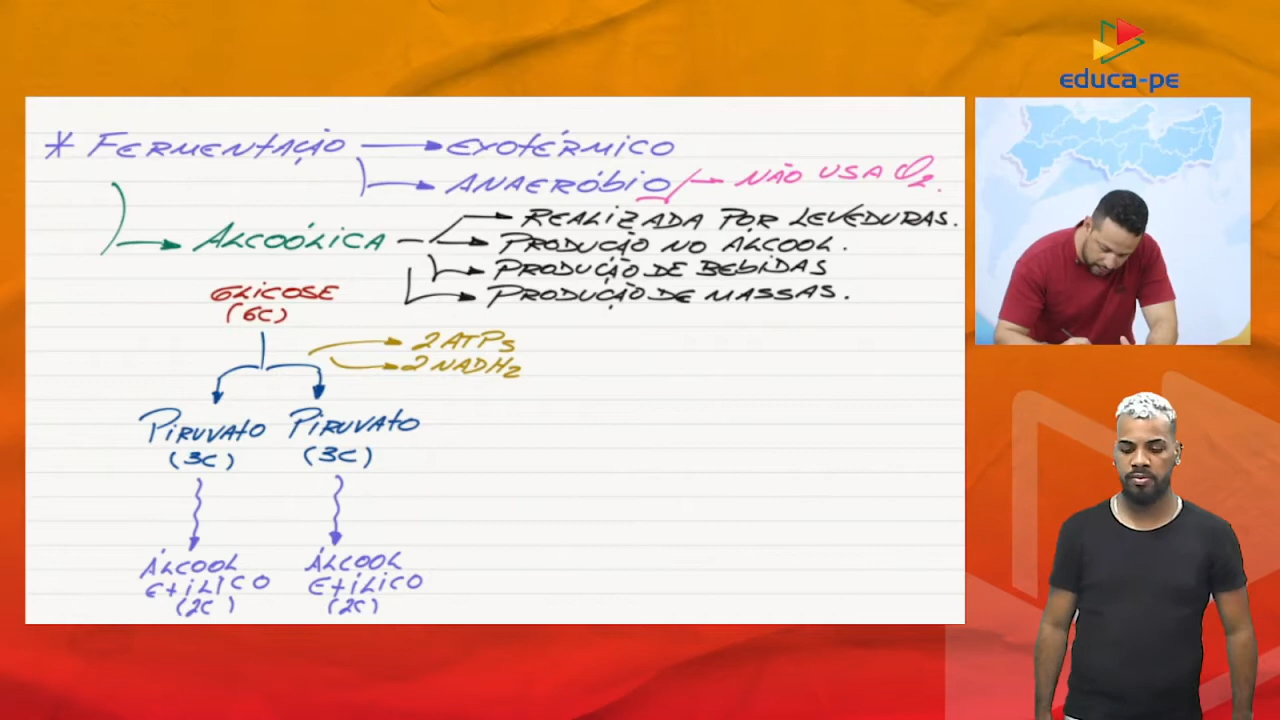 educa-pe
* FERMENTAÇÃO → EXOTÉRMICO
→ ANAERÓBIO → NÃO USA O2.
→ ALCOÓLICA → REALIZADA POR LEVEDURAS.
→ PRODUÇÃO NO ÁLCOOL.
→ PRODUÇÃO DE BEBIDAS
→ PRODUÇÃO DE MASSAS.
GLICOSE
(6C)
2 ATPs
2 NADH2
PIRUVATO PIRUVATO
(3C) (3C)
ÁLCOOL ÁLCOOL
ETÍLICO ETÍLICO
(2C) (2C)